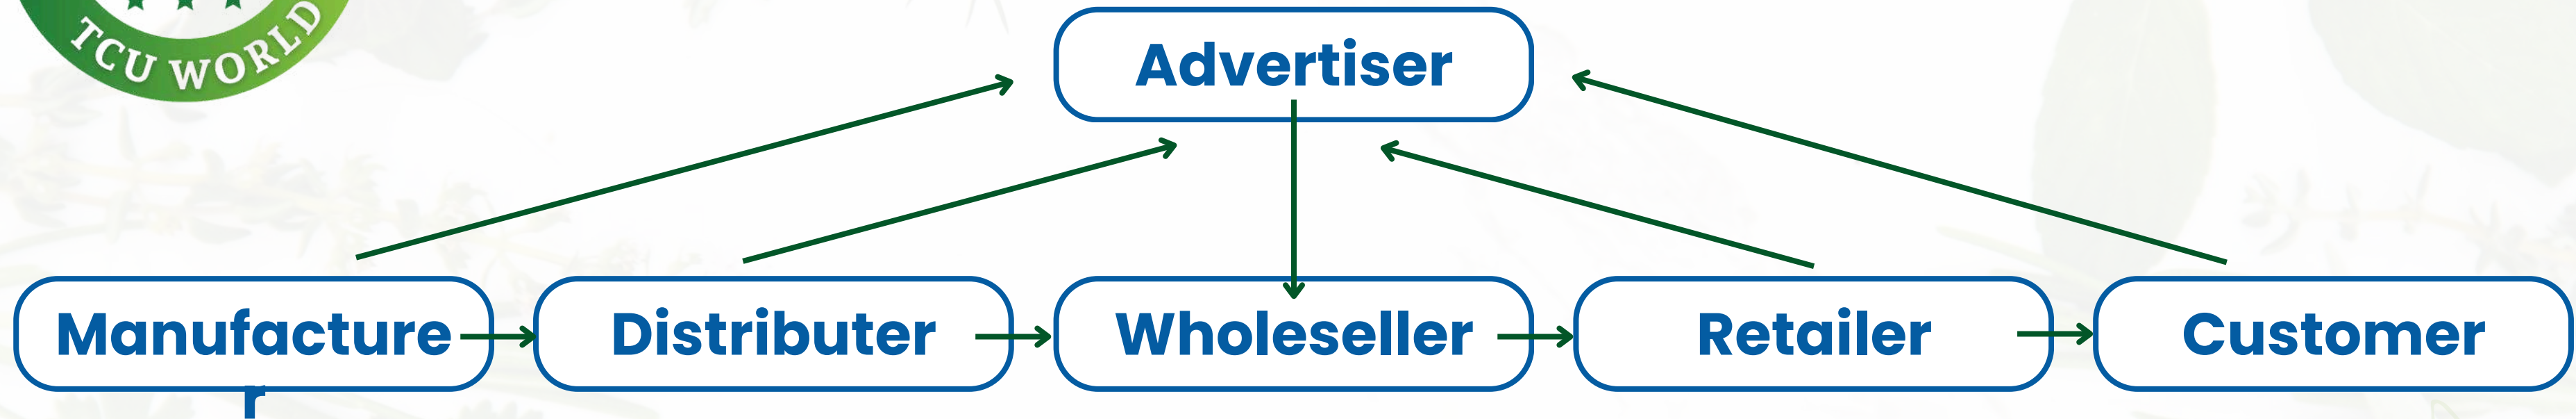 TCU WORLD
Advertiser
Manufacture
r
Distributer
Wholeseller
Retailer
Customer